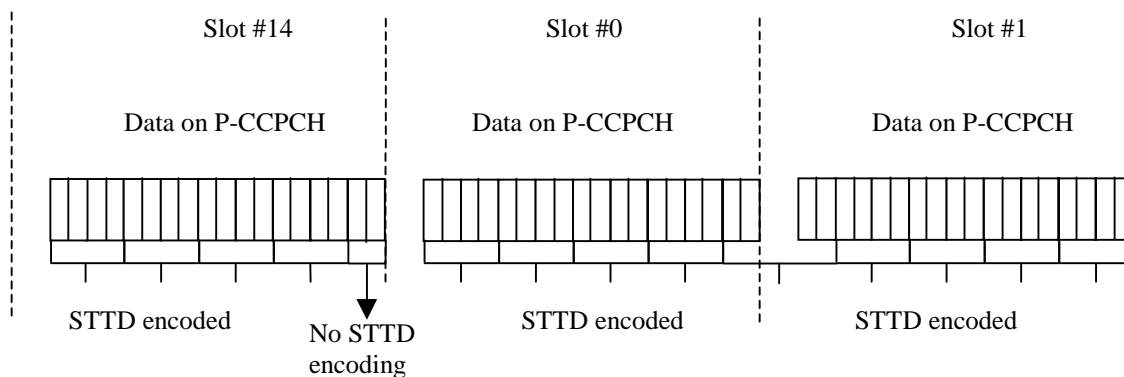 Slot #14
Slot #0
Slot #1
Data on P-CCPCH
Data on P-CCPCH
Data on P-CCPCH
STTD encoded
No STTD
encoding
STTD encoded
STTD encoded